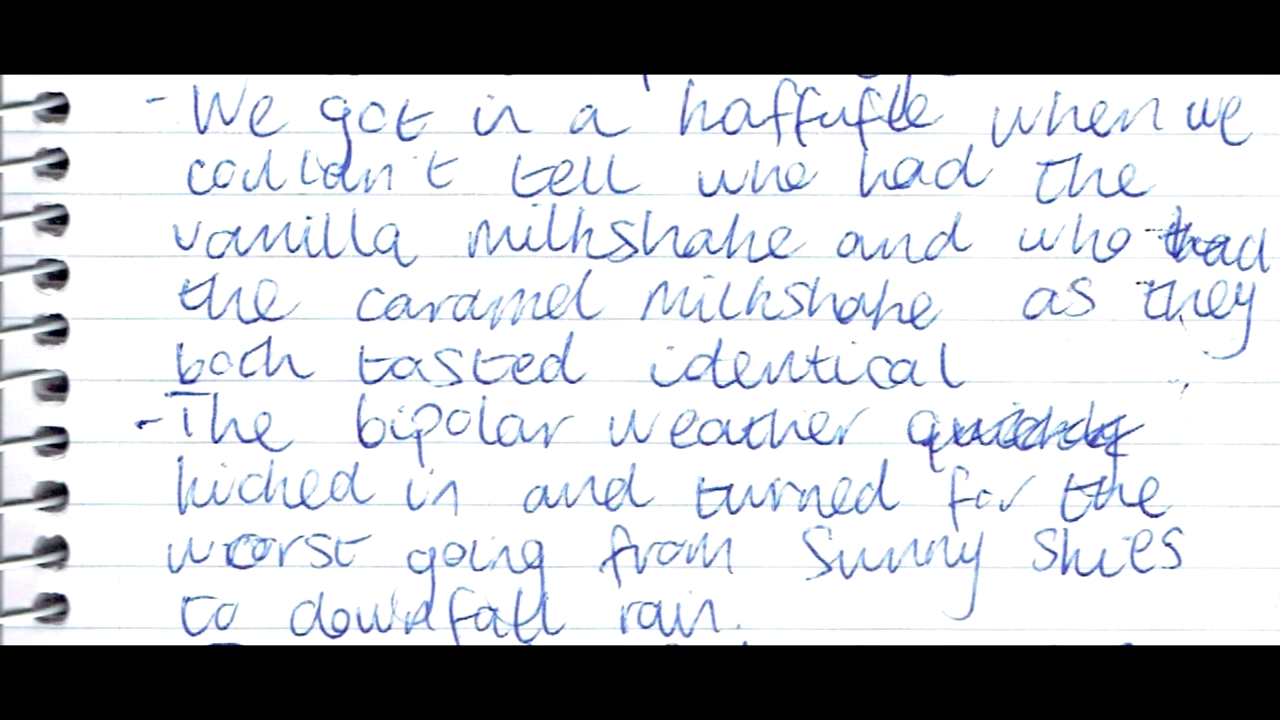 - We got in a haffufle when we
couldn't tell who had the
vanilla milkshake and who had
the caramel milkshake as they
both tasted identical
- The bipolar weather quickly
kicked in and turned for the
worst going from sunny skies
to downfall rain.